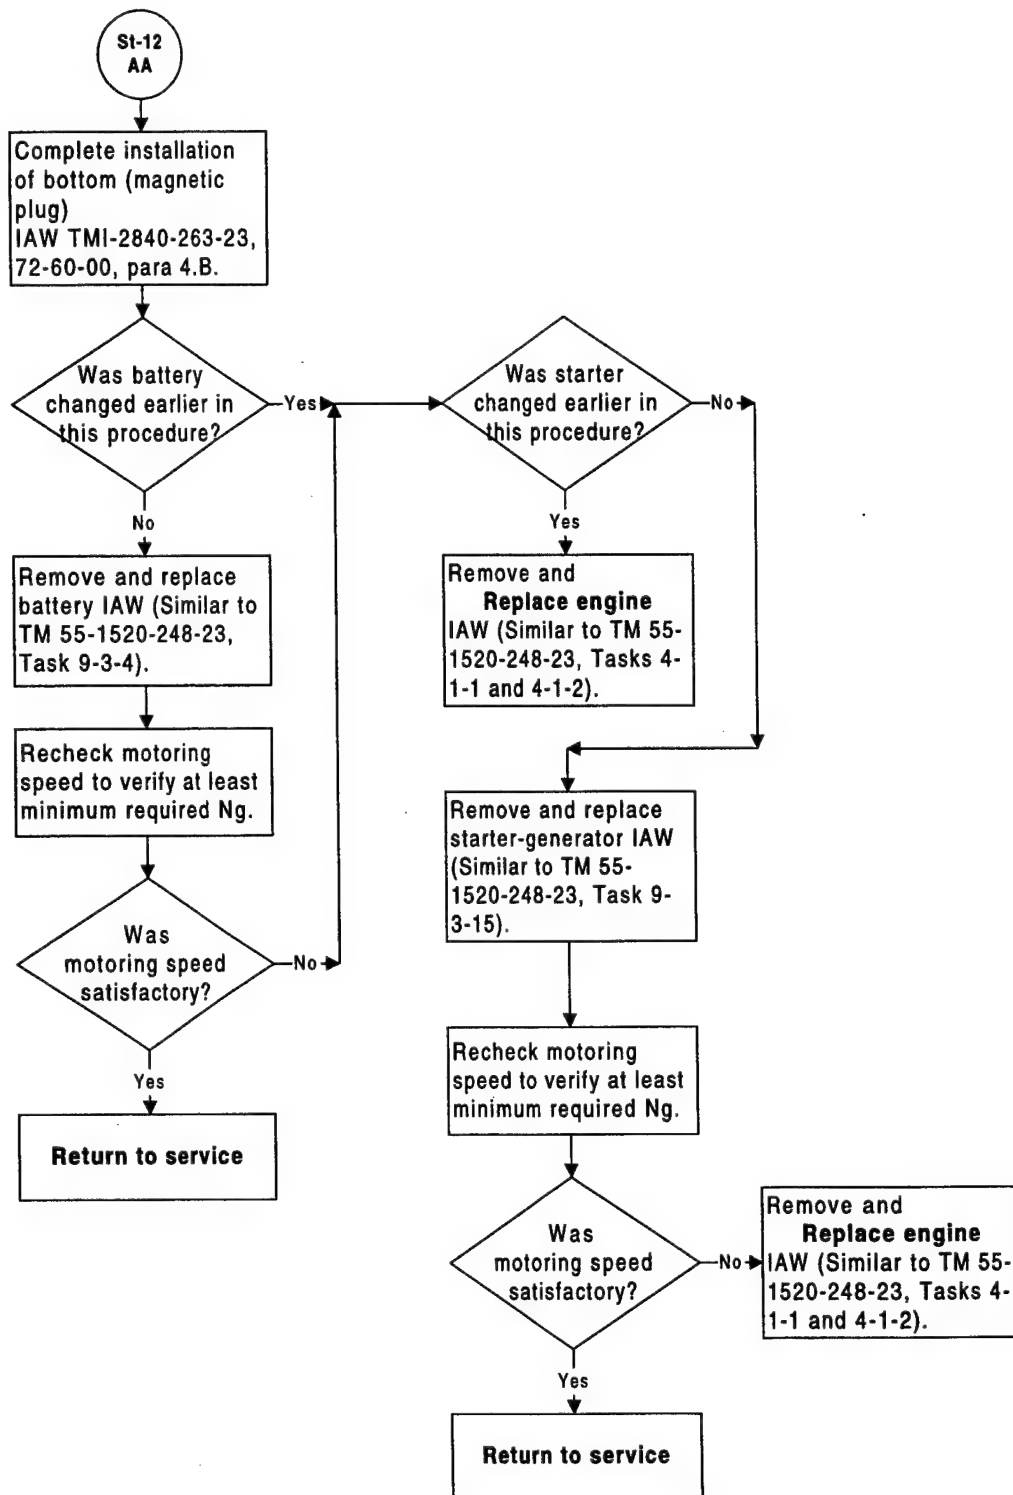 St-12
AA
Complete installation
of bottom (magnetic
plug)
IAW TMI-2840-263-23,
72-60-00, para 4.B.
Was battery
changed earlier in
this procedure?
Yes
No
Remove and replace
battery IAW (Similar to
TM 55-1520-248-23,
Task 9-3-4).
Recheck motoring
speed to verify at least
minimum required Ng.
Was
motoring speed
satisfactory?
No
Yes
Return to service
Was starter
changed earlier in
this procedure?
No
Yes
Remove and
Replace engine
IAW (Similar to TM 55-
1520-248-23, Tasks 4-
1-1 and 4-1-2).
Remove and replace
starter-generator IAW
(Similar to TM 55-
1520-248-23, Task 9-
3-15).
Recheck motoring
speed to verify at least
minimum required Ng.
Was
motoring speed
satisfactory?
No
Remove and
Replace engine
IAW (Similar to TM 55-
1520-248-23, Tasks 4-
1-1 and 4-1-2).
Yes
Return to service